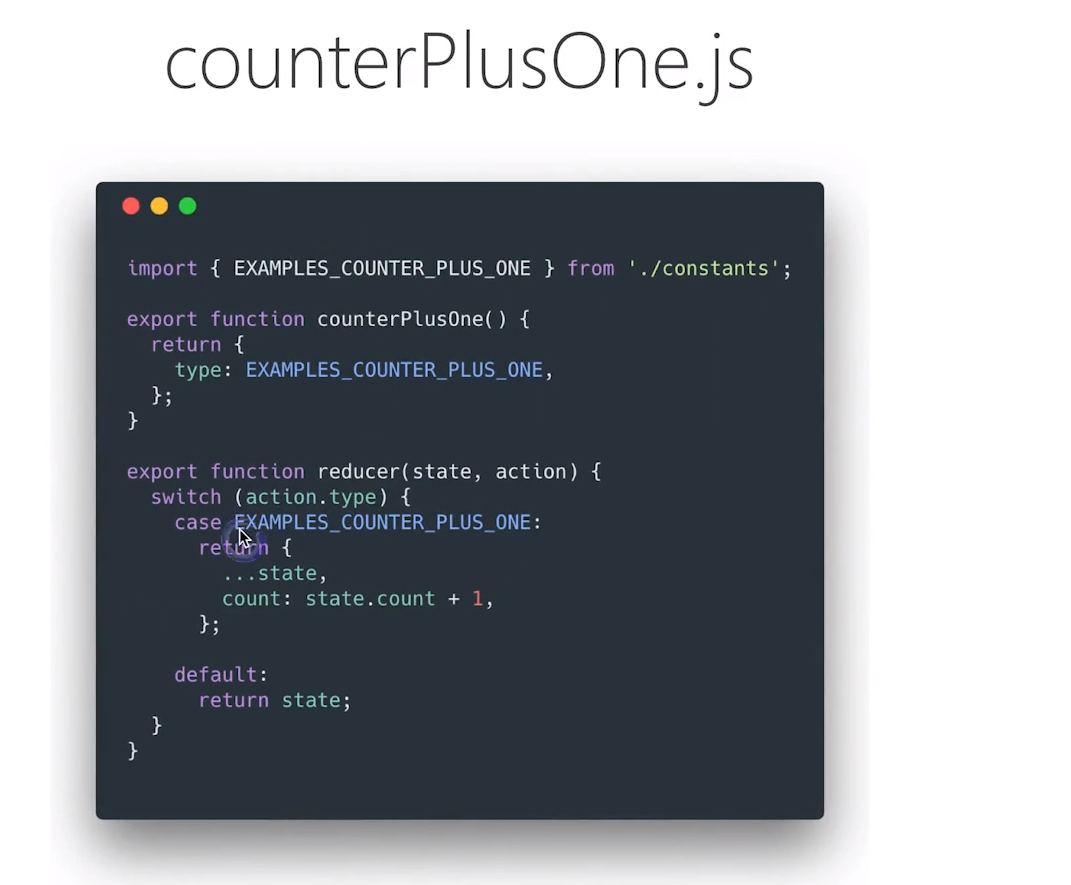 counterPlusOne.js
import { EXAMPLES_COUNTER_PLUS_ONE } from './constants';
export function counterPlusOne() {
  return {
    type: EXAMPLES_COUNTER_PLUS_ONE,
  };
}
export function reducer(state, action) {
  switch (action.type) {
    case EXAMPLES_COUNTER_PLUS_ONE:
      return {
        ...state,
        count: state.count + 1,
      };
    default:
      return state;
  }
}